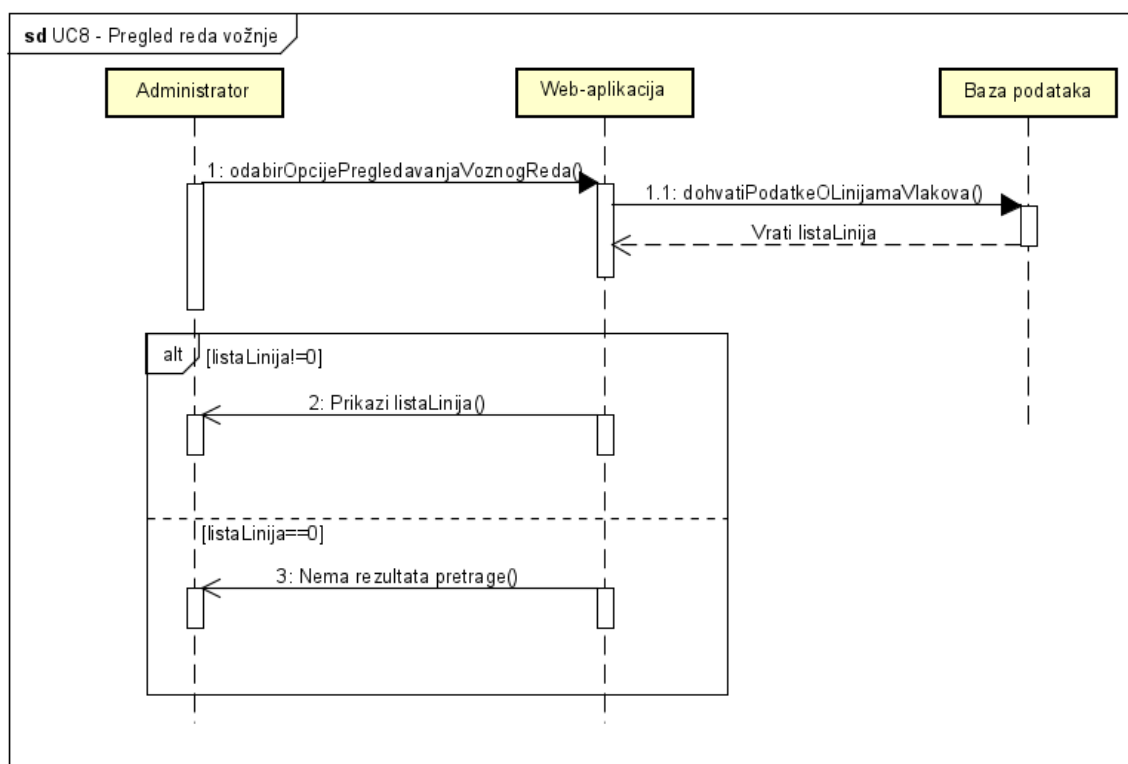 sd UC8 - Pregled reda vožnje
Administrator
Web-aplikacija
Baza podataka
1: odabirOpcijePregledavanjaVoznogReda()
1.1: dohvatiPodatkeOLinijamaVlakova()
Vrati listaLinija
alt
[listaLinija!=0]
2: Prikazi listaLinija()
[listaLinija==0]
3: Nema rezultata pretrage()